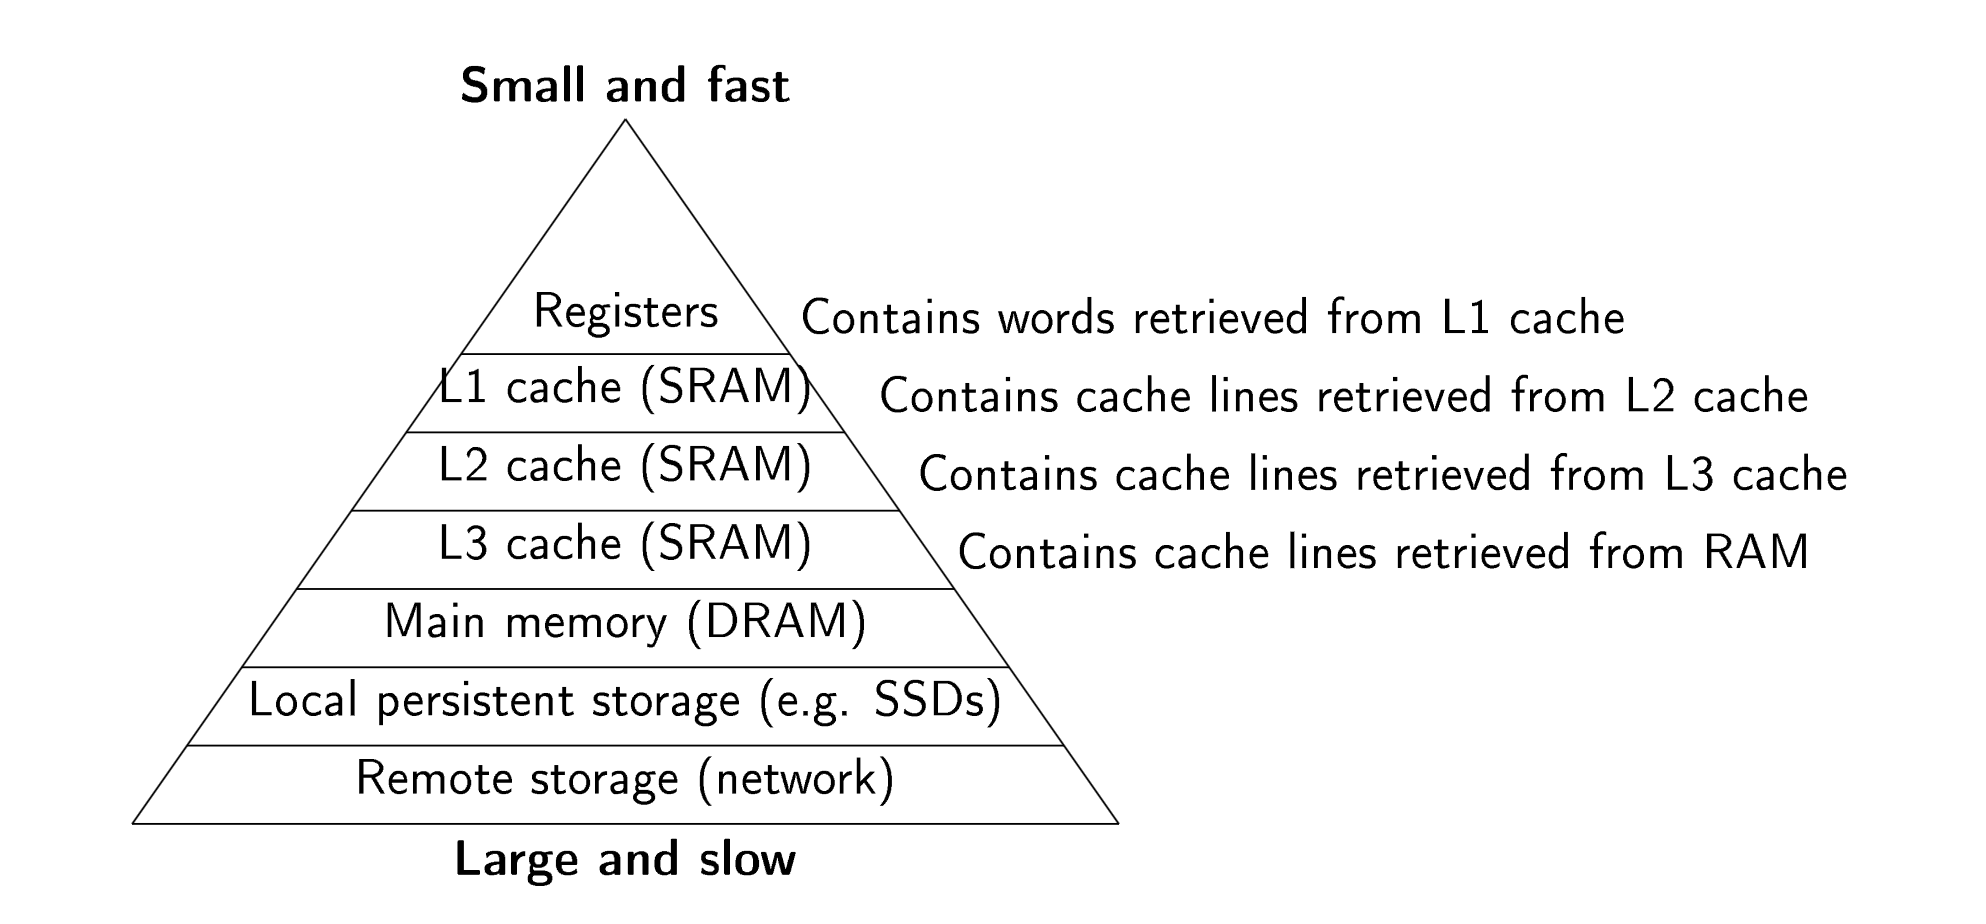 Small and fast
Registers
Contains words retrieved from L1 cache
L1 cache (SRAM)
Contains cache lines retrieved from L2 cache
L2 cache (SRAM)
Contains cache lines retrieved from L3 cache
L3 cache (SRAM)
Contains cache lines retrieved from RAM
Main memory (DRAM)
Local persistent storage (e.g. SSDs)
Remote storage (network)
Large and slow